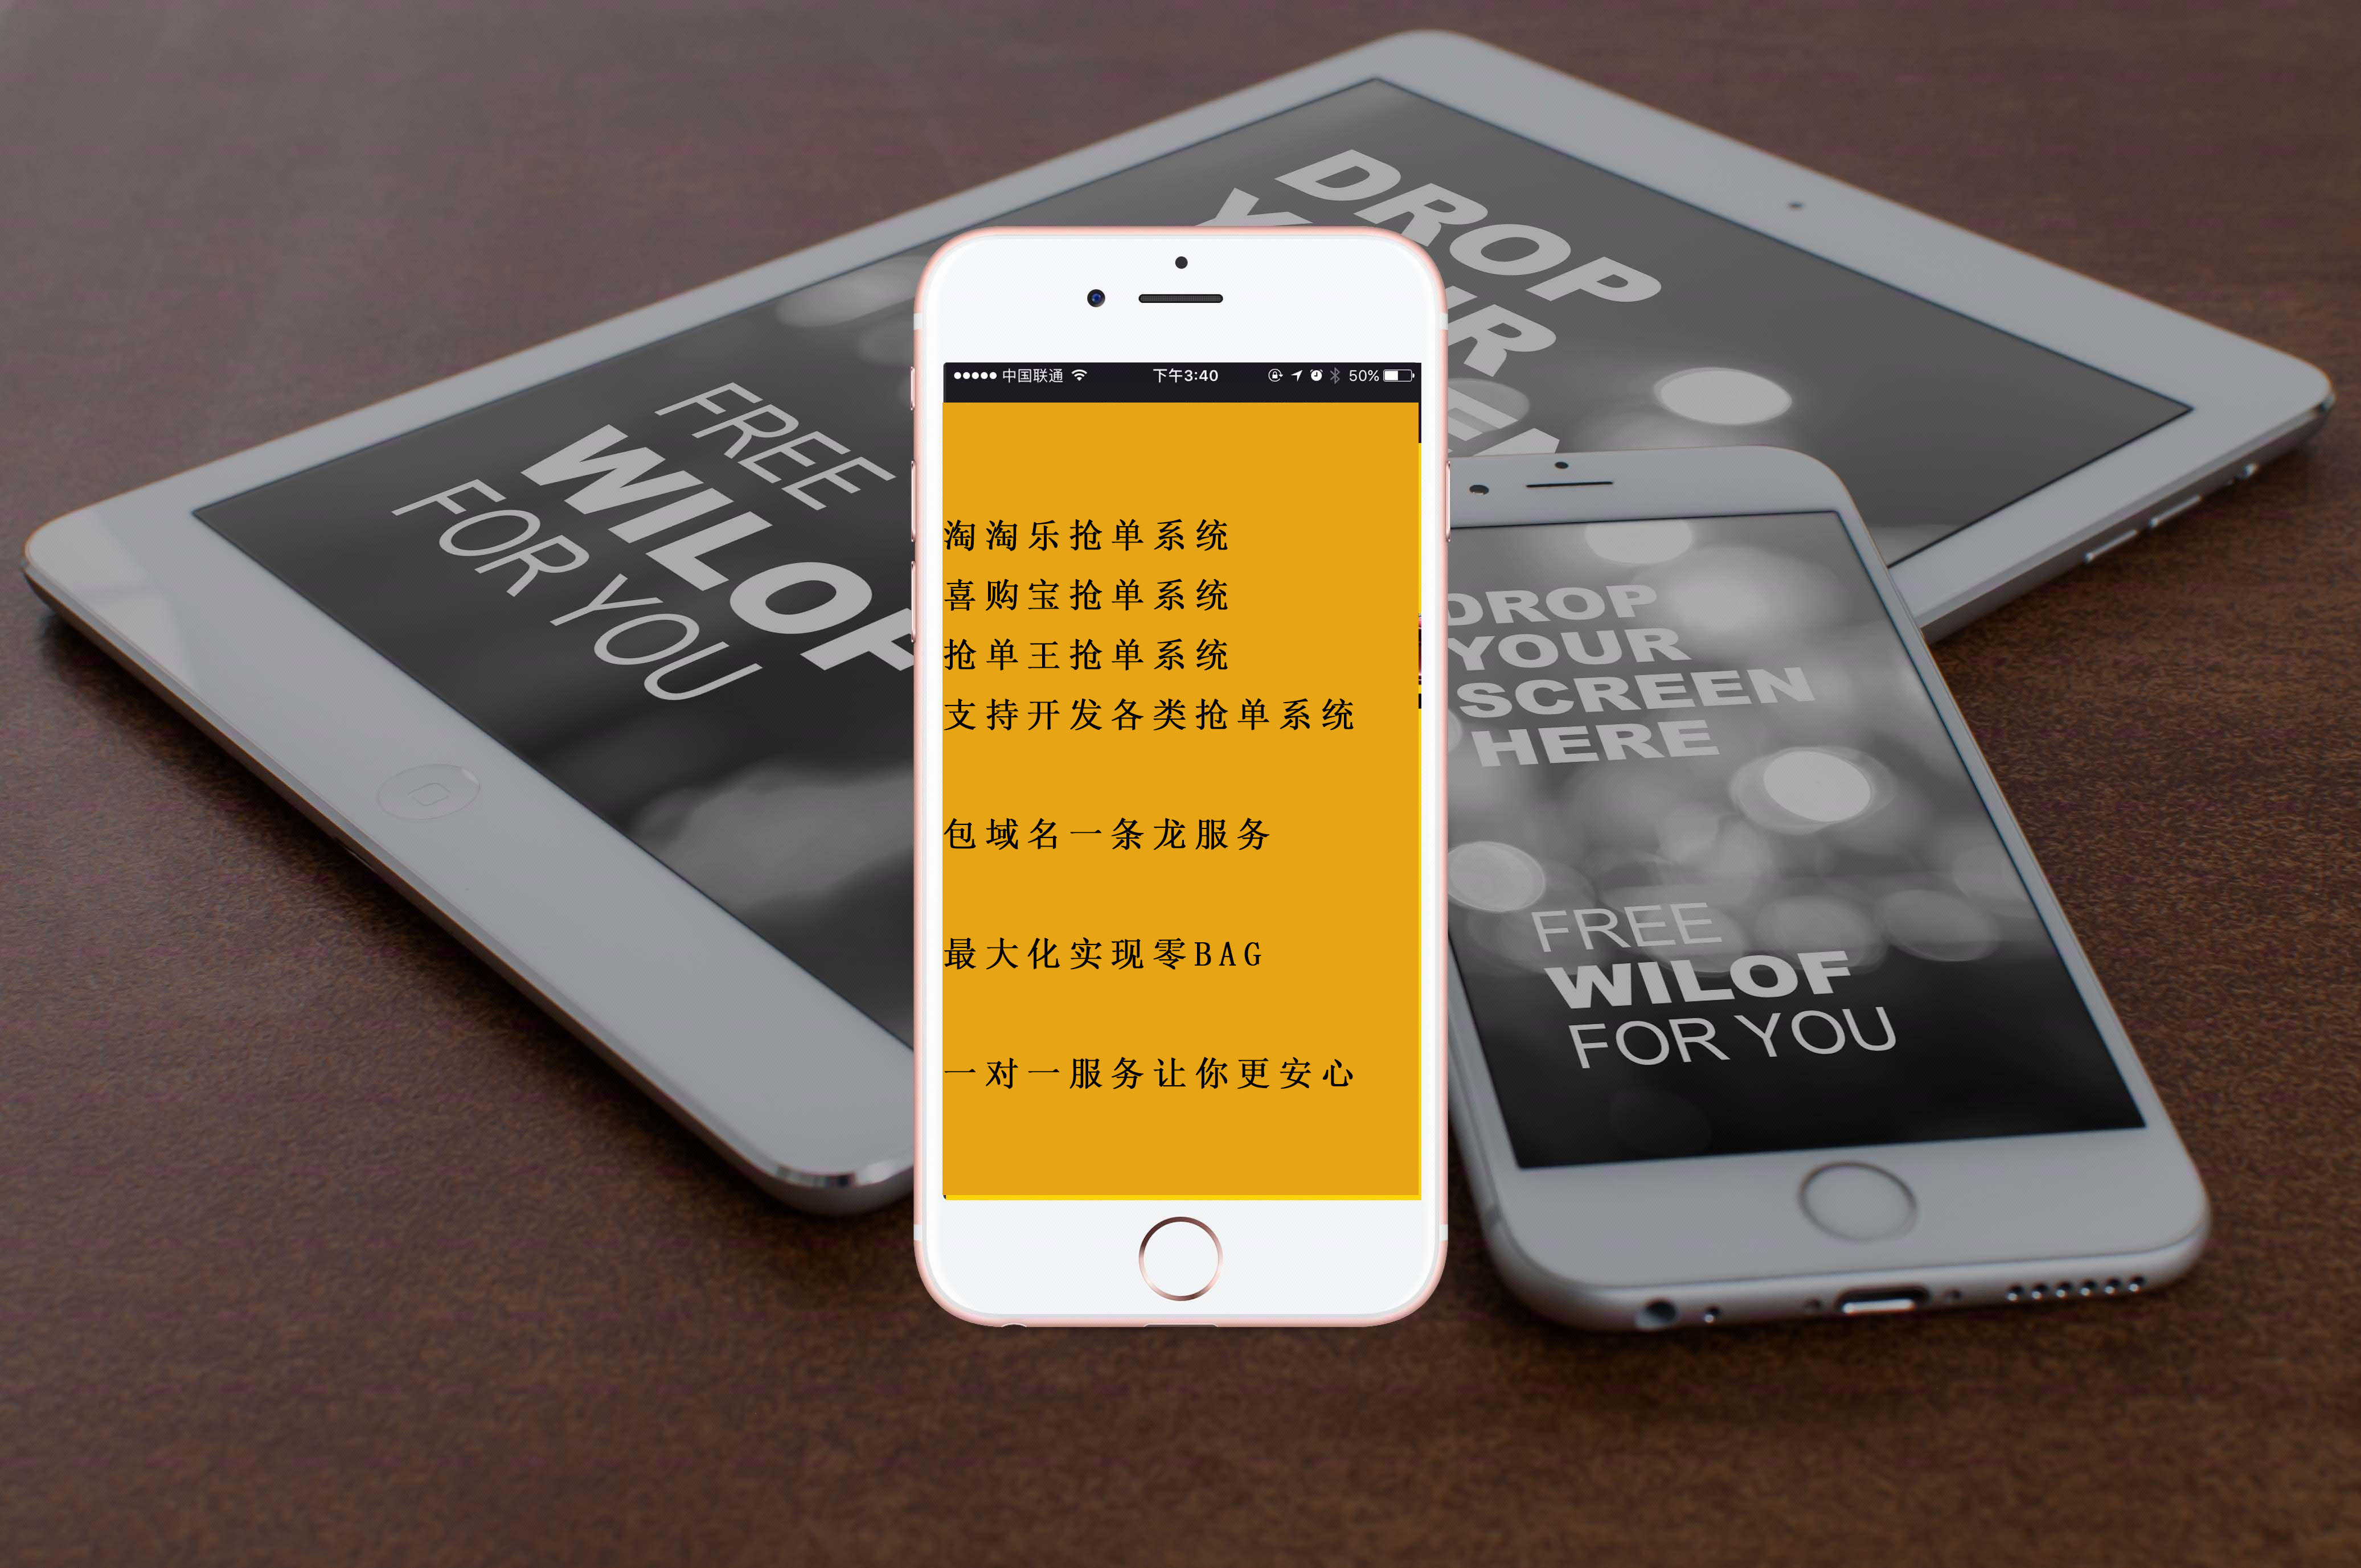 DROP
FREE
WILOF
FOR YOU
中国联通
下午3:40
50%
淘淘乐抢单系统
喜购宝抢单系统
抢单王抢单系统
支持开发各类抢单系统
包域名一条龙服务
最大化实现零BAG
一对一服务让你更安心
DROP
YOUR
SCREEN
HERE
FREE
WILOF
FOR YOU